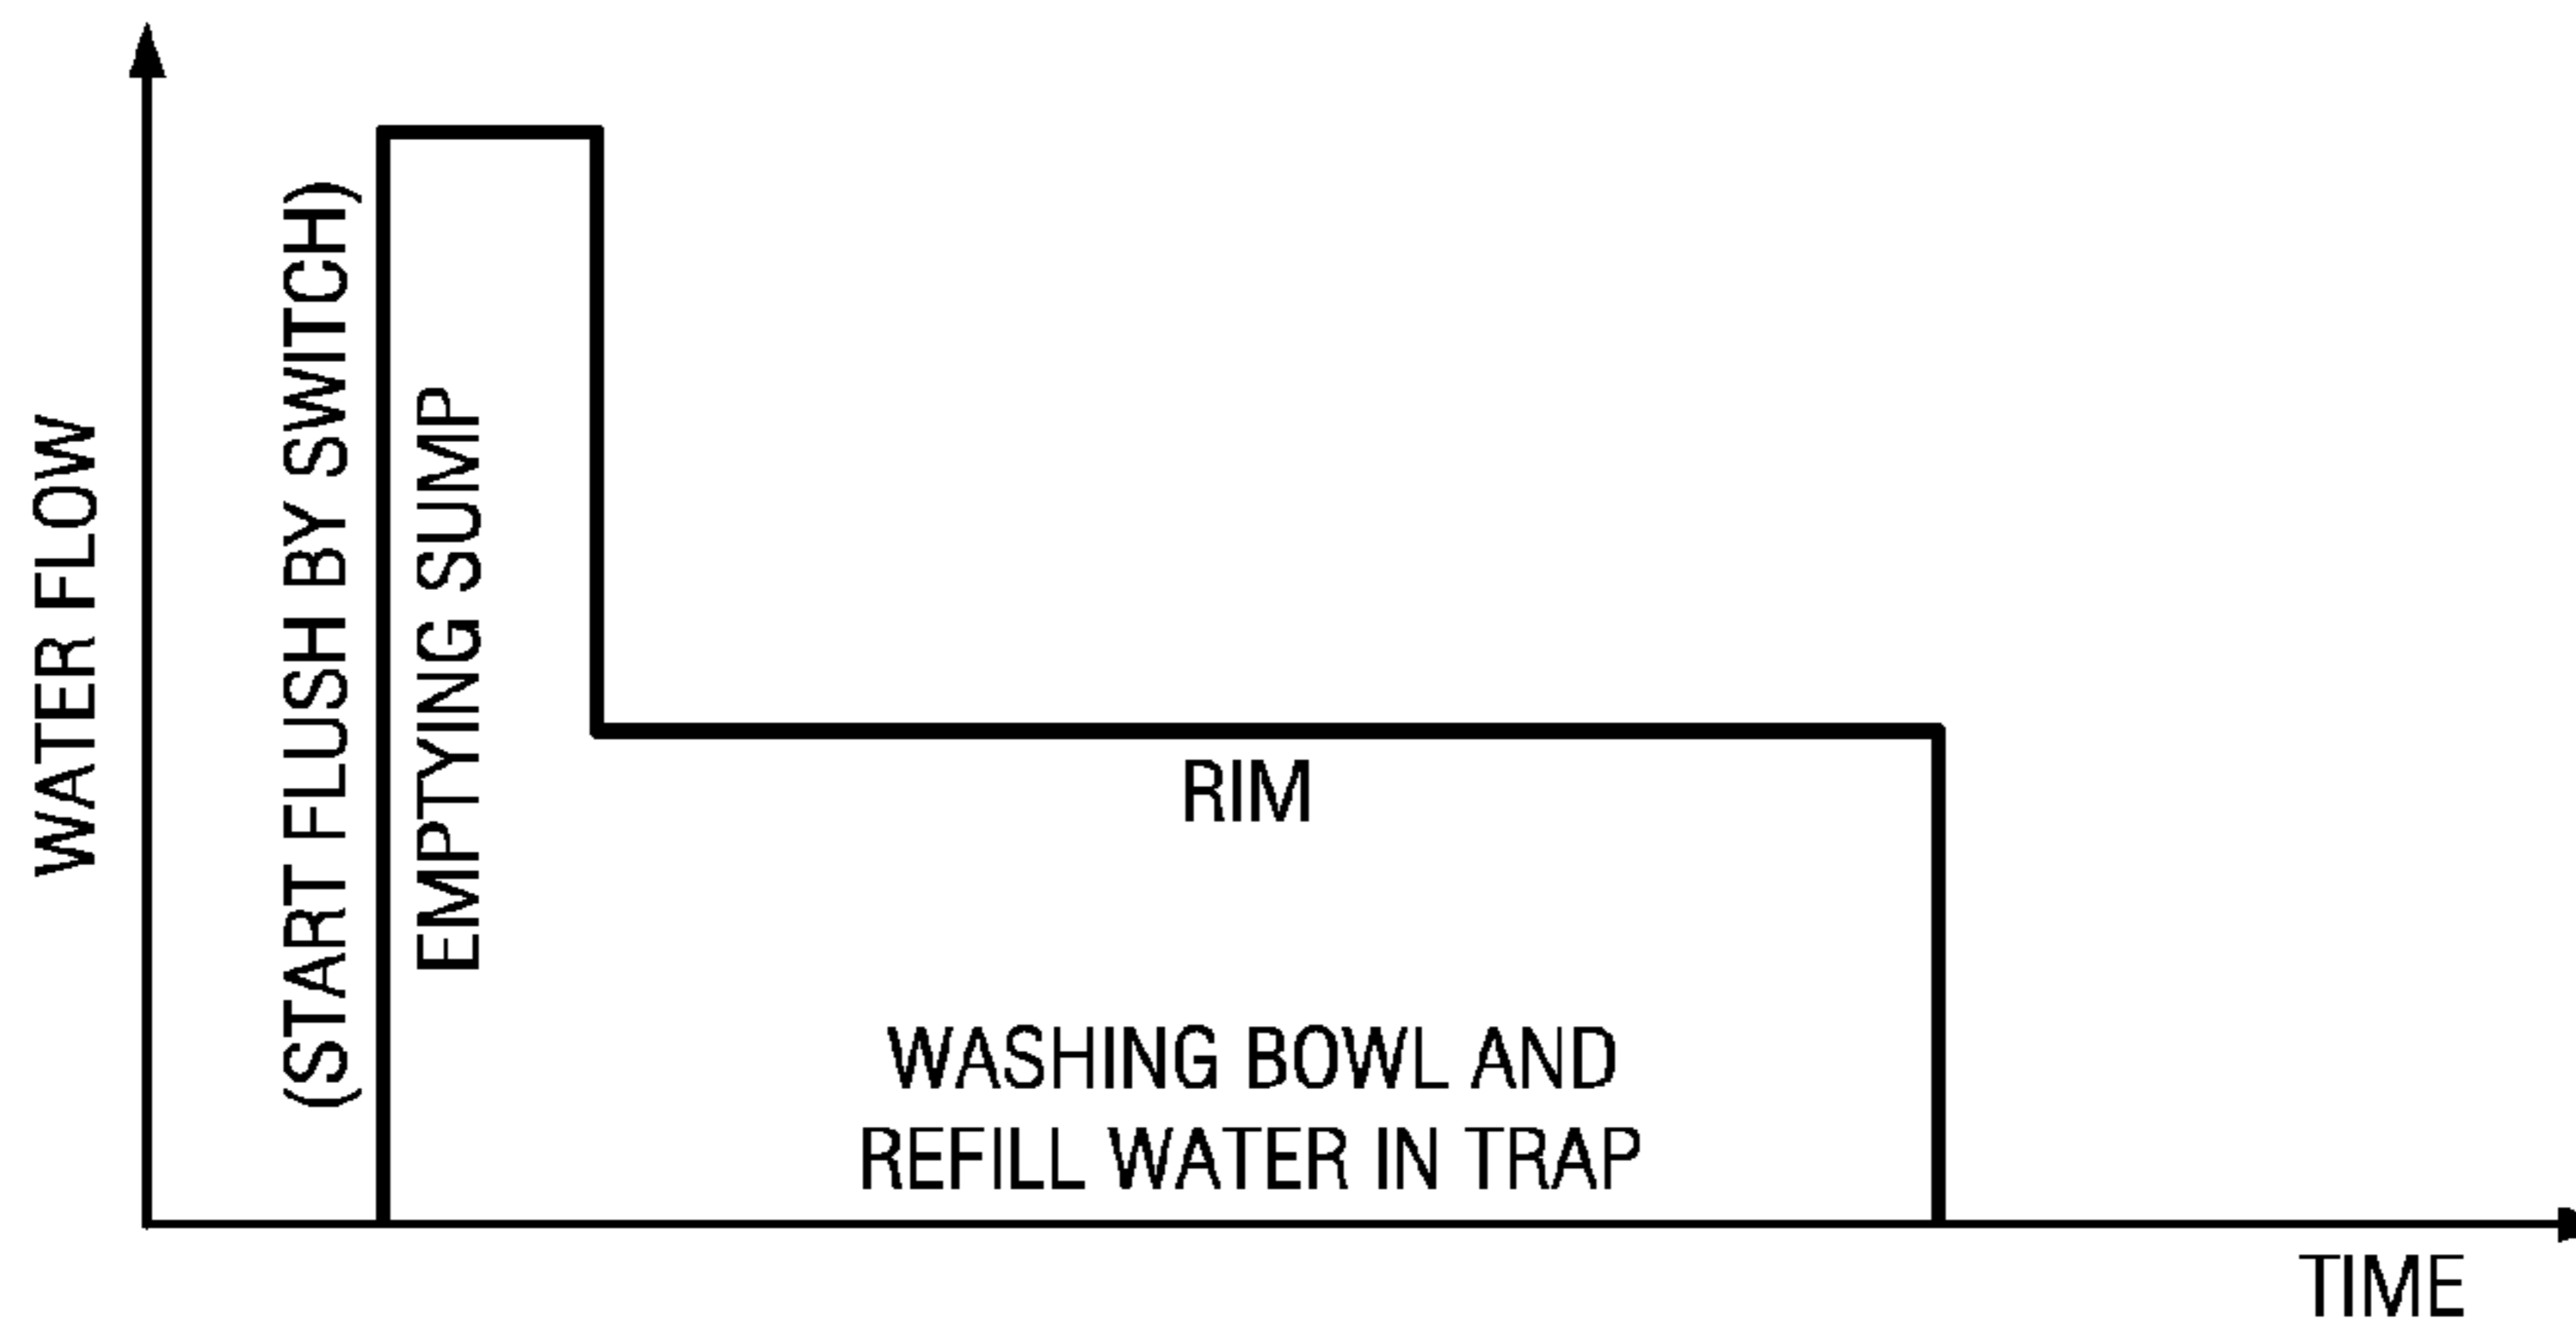 WATER FLOW
(START FLUSH BY SWITCH)
EMPTYING SUMP
RIM
WASHING BOWL AND
REFILL WATER IN TRAP
TIME